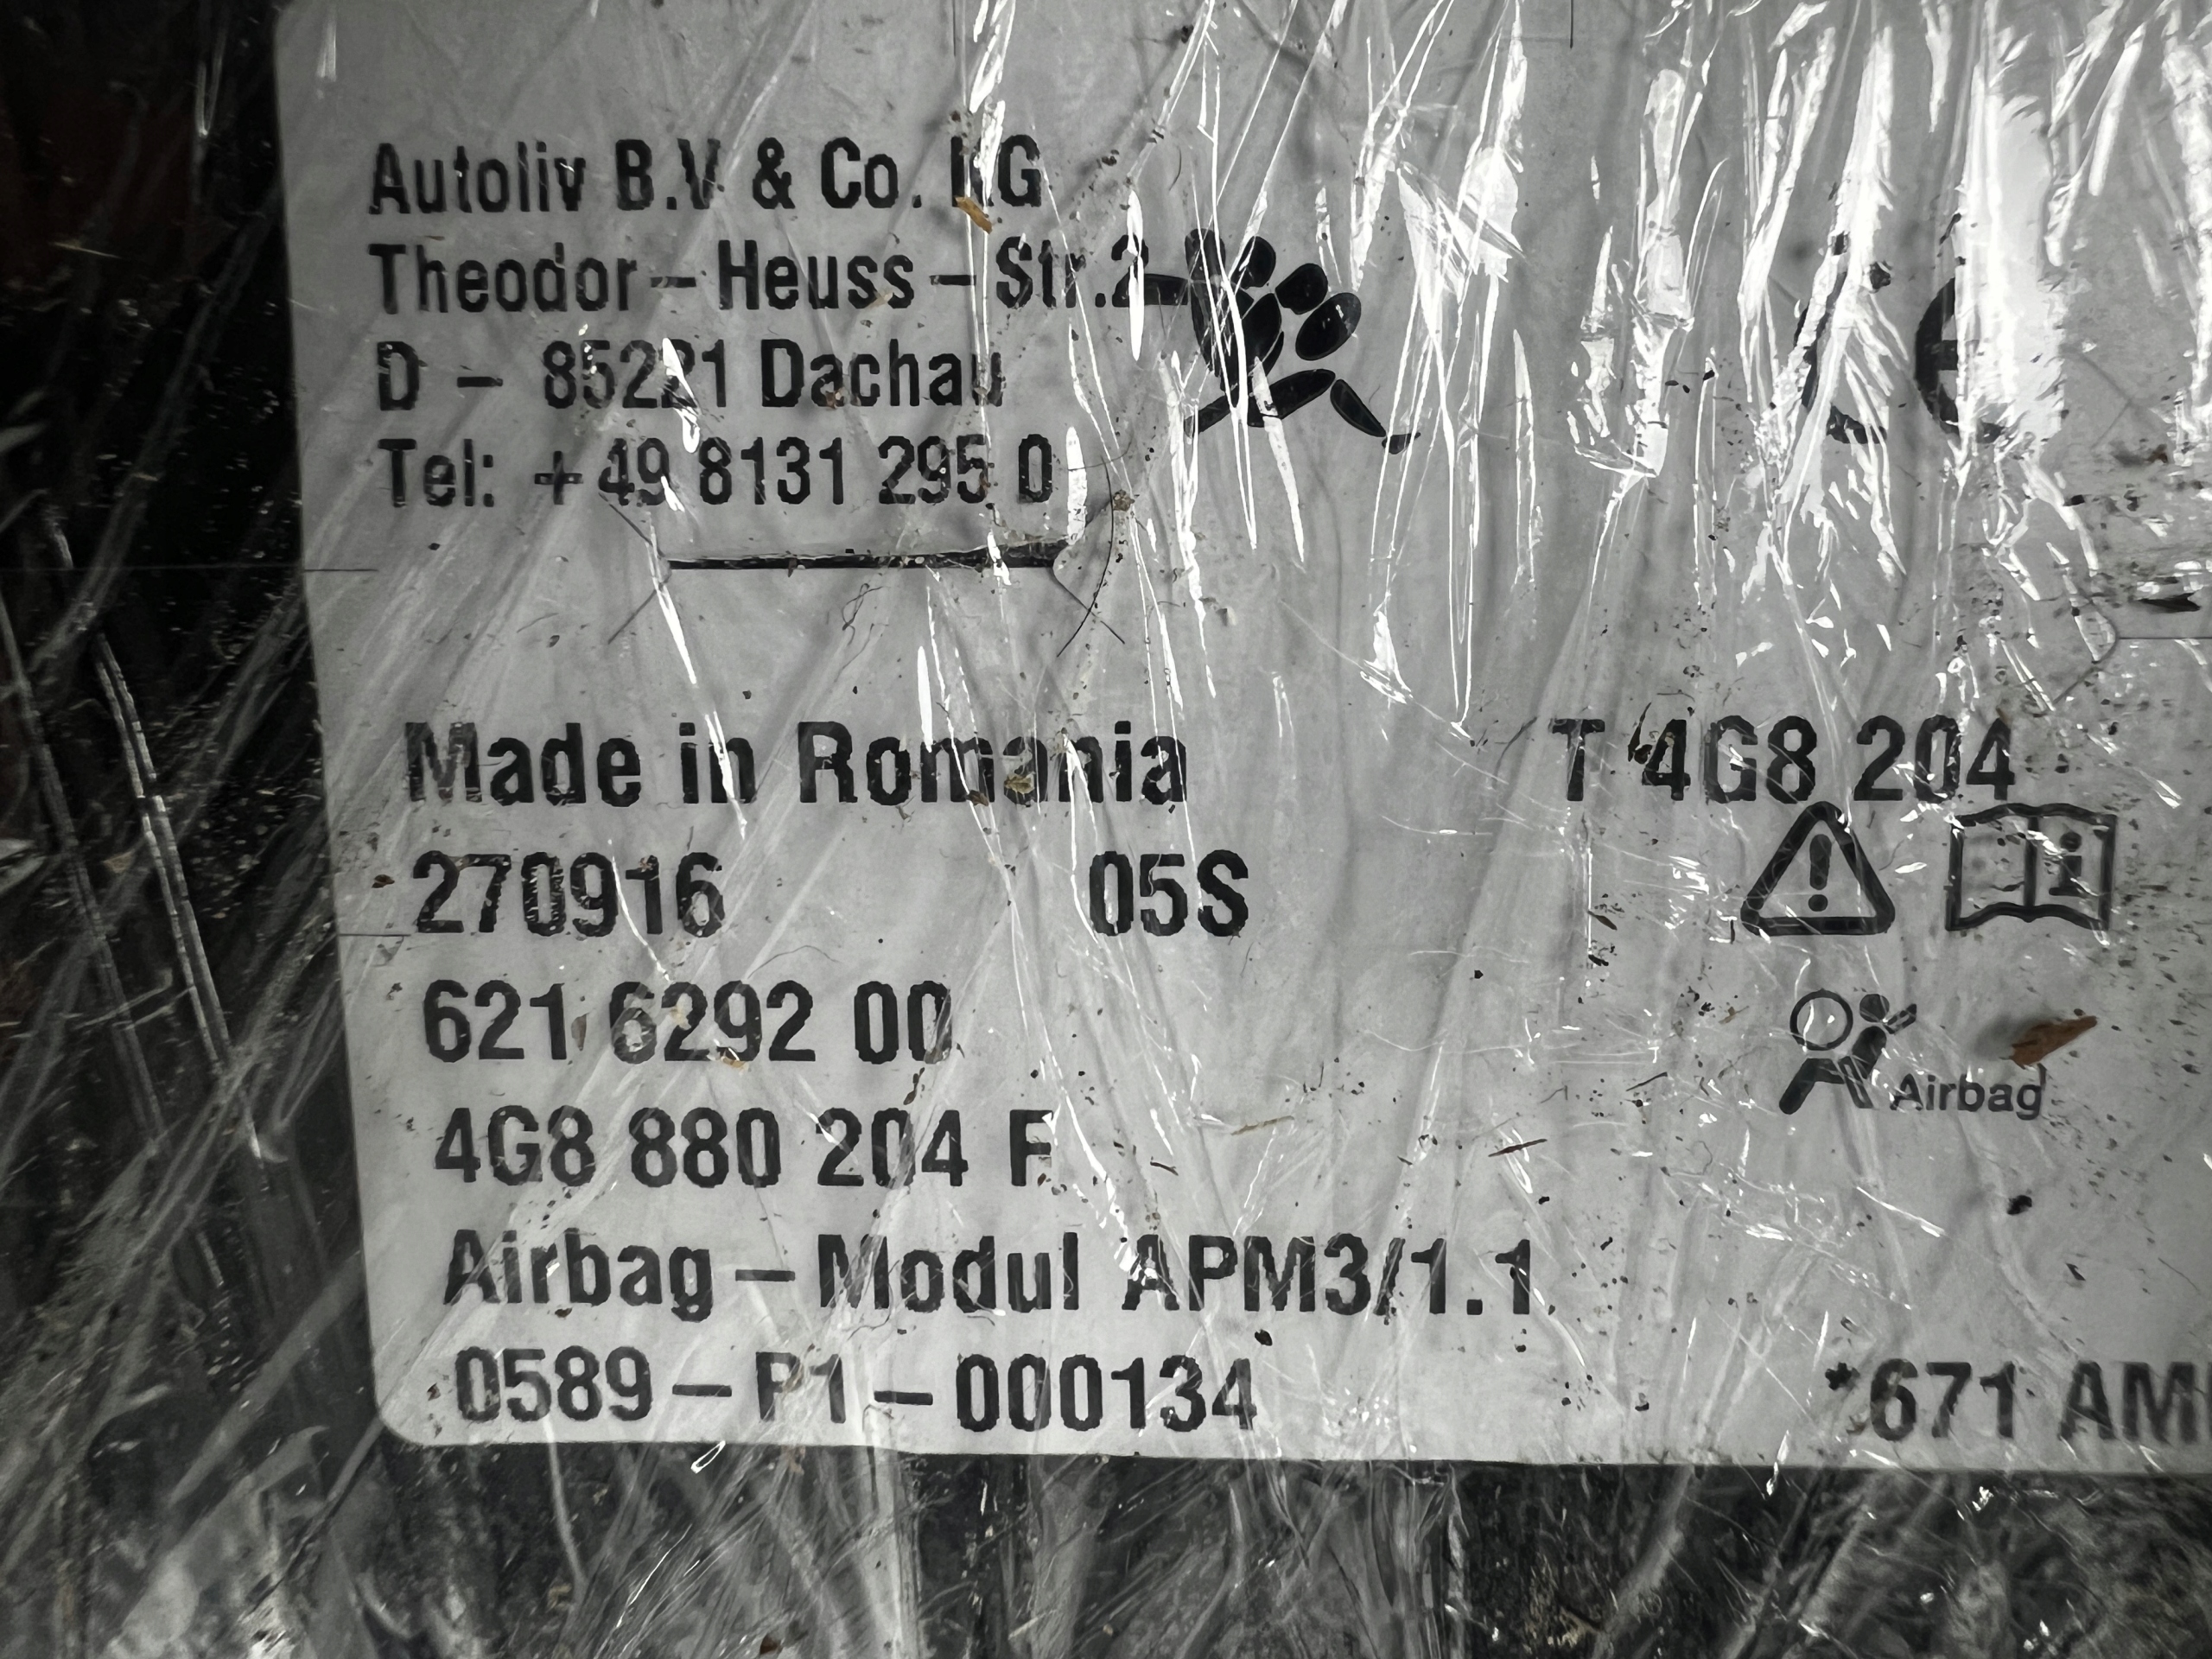 Autoliv B.V & Co. KG
Theodor – Heuss – Str.2
D – 85221 Dachau
Tel: +49 8131 295 0
CE
Made in Romania
T 4G8 204
270916 05S
621 6292 00
4G8 880 204 F
Airbag
Airbag – Modul APM3/1.1
0589 – P1 – 000134
*671 AM